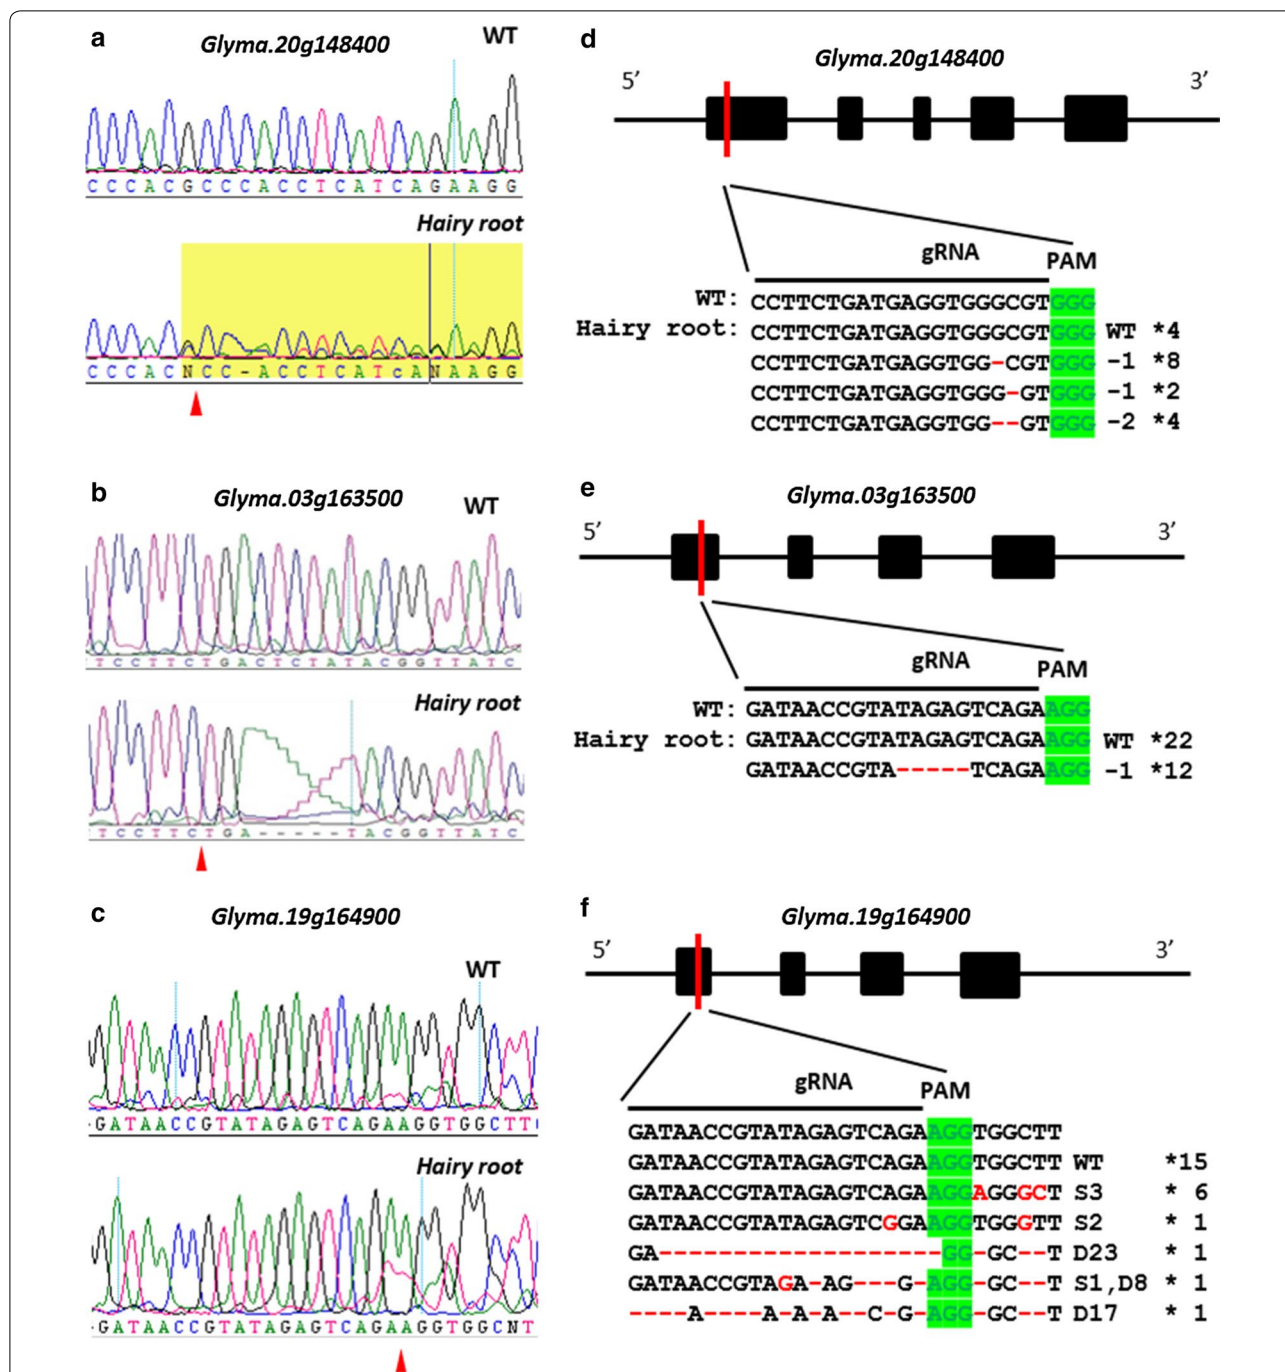 a
Glyma.20g148400
WT
CCCACGCCCACCTCATCAGAAGG
Hairy root
CCCACNCC-ACCTCATcANAAGG
b
Glyma.03g163500
WT
TCCTTCTGACTCTATACGGTTATC
Hairy root
TCCTTCTGA-----TACGGTTATC
c
Glyma.19g164900
WT
GATAACCGTATAGAGTCAGAAGGTGGCTT
Hairy root
GATAACCGTATAGAGTCAGAAGGTGGCNT
d
Glyma.20g148400
5’ 3’
gRNA PAM
WT: CCTTCTGATGAGGTGGGCGTGGG
Hairy root: CCTTCTGATGAGGTGGGCGTGGG WT *4
CCTTCTGATGAGGTGG-CGTGGG -1 *8
CCTTCTGATGAGGTGGG-GTGGG -1 *2
CCTTCTGATGAGGTGG--GTGGG -2 *4
e
Glyma.03g163500
5’ 3’
gRNA PAM
WT: GATAACCGTATAGAGTCAGAAGG
Hairy root: GATAACCGTATAGAGTCAGAAGG WT *22
GATAACCGTA-----TCAGAAGG -1 *12
f
Glyma.19g164900
5’ 3’
gRNA PAM
GATAACCGTATAGAGTCAGAAGGTGGCTT
GATAACCGTATAGAGTCAGAAGGTGGCTT WT *15
GATAACCGTATAGAGTCAGAAGGAGGGCT S3 * 6
GATAACCGTATAGAGTCGGAAGGTGGGTT S2 * 1
GA-------------------GG-GC--T D23 * 1
GATAACCGTAGA-AG---G-AGG-GC--T S1,D8 * 1
----A----A-A-A--C-G-AGG-GC--T D17 * 1